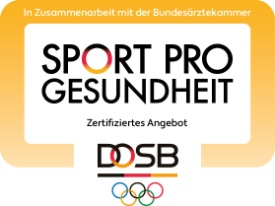 In Zusammenarbeit mit der Bundesärztekammer
SPORT PRO
GESUNDHEIT
Zertifiziertes Angebot
DOSB